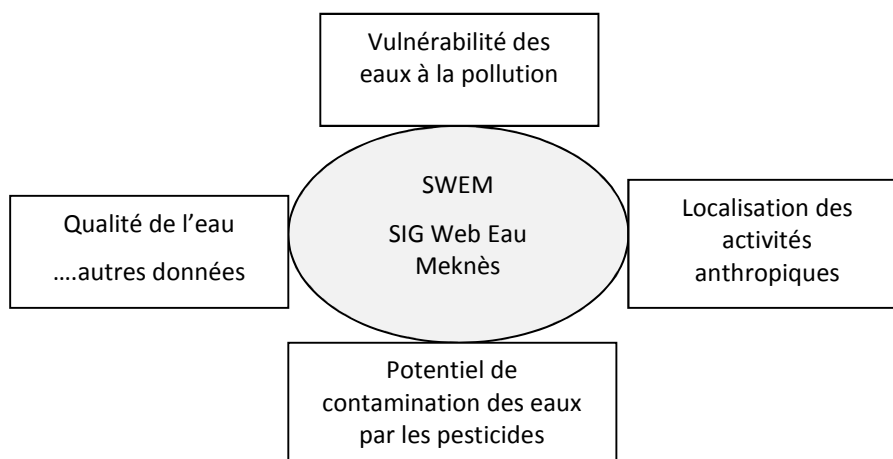 Vulnérabilité des
eaux à la pollution
SWEM
SIG Web Eau
Meknès
Qualité de l’eau
….autres données
Localisation des
activités
anthropiques
Potentiel de
contamination des eaux
par les pesticides